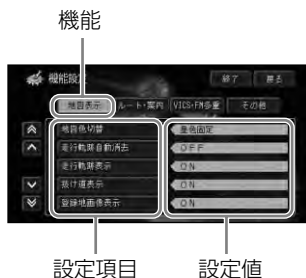 機能
機能設定
終了
戻る
地図表示
ルート・案内
VICS・FM多重
その他
地図色切替
昼色固定
走行軌跡自動消去
OFF
走行軌跡表示
ON
抜け道表示
ON
登録地画像表示
ON
設定項目
設定値